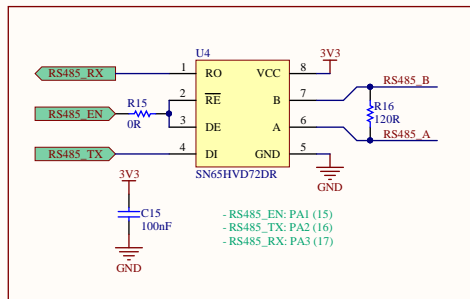 U4
3V3
RS485_RX 1 RO VCC 8
RS485_B
2 RE B 7
RS485_EN R15 0R
R16 120R
3 DE A 6
RS485_A
RS485_TX 4 DI GND 5
SN65HVD72DR
GND
3V3
C15
100nF
GND
- RS485_EN: PA1 (15)
- RS485_TX: PA2 (16)
- RS485_RX: PA3 (17)